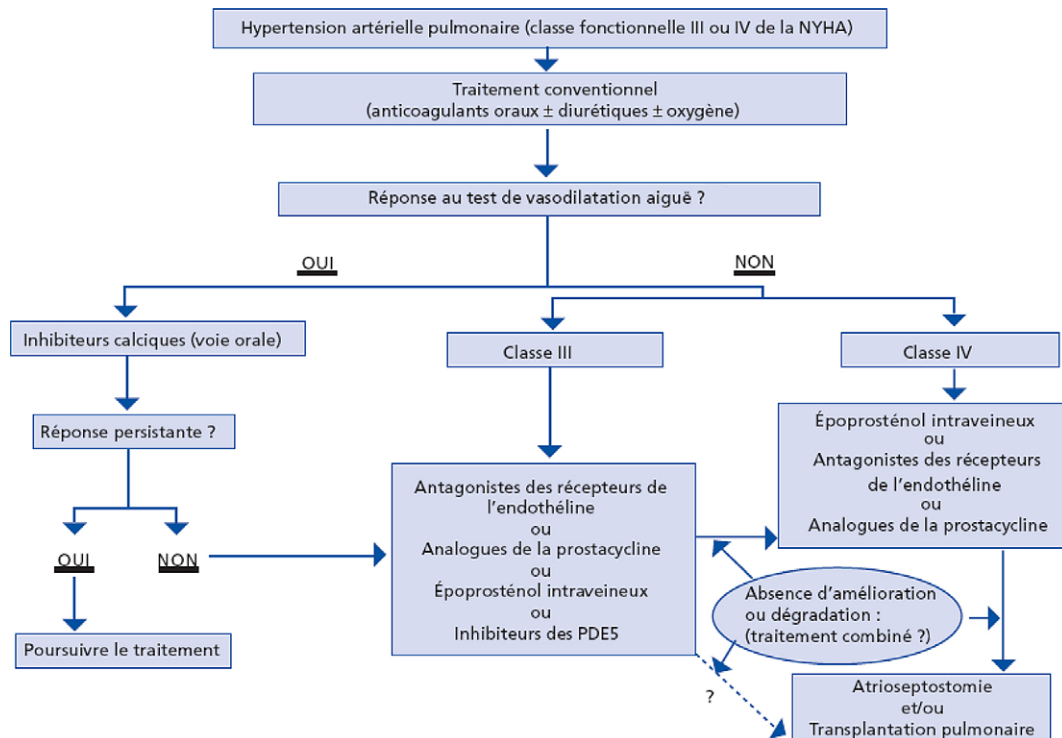 Hypertension artérielle pulmonaire (classe fonctionnelle III ou IV de la NYHA)
Traitement conventionnel
(anticoagulants oraux ± diurétiques ± oxygène)
Réponse au test de vasodilatation aiguë ?
OUI
NON
Inhibiteurs calciques (voie orale)
Classe III
Classe IV
Réponse persistante ?
Époprosténol intraveineux
ou
Antagonistes des récepteurs
de l'endothéline
ou
Analogues de la prostacycline
Antagonistes des récepteurs de
l'endothéline
ou
Analogues de la prostacycline
ou
Époprosténol intraveineux
ou
Inhibiteurs des PDE5
OUI
NON
Absence d'amélioration
ou dégradation :
(traitement combiné ?)
Poursuivre le traitement
?
Atrioseptostomie
et/ou
Transplantation pulmonaire